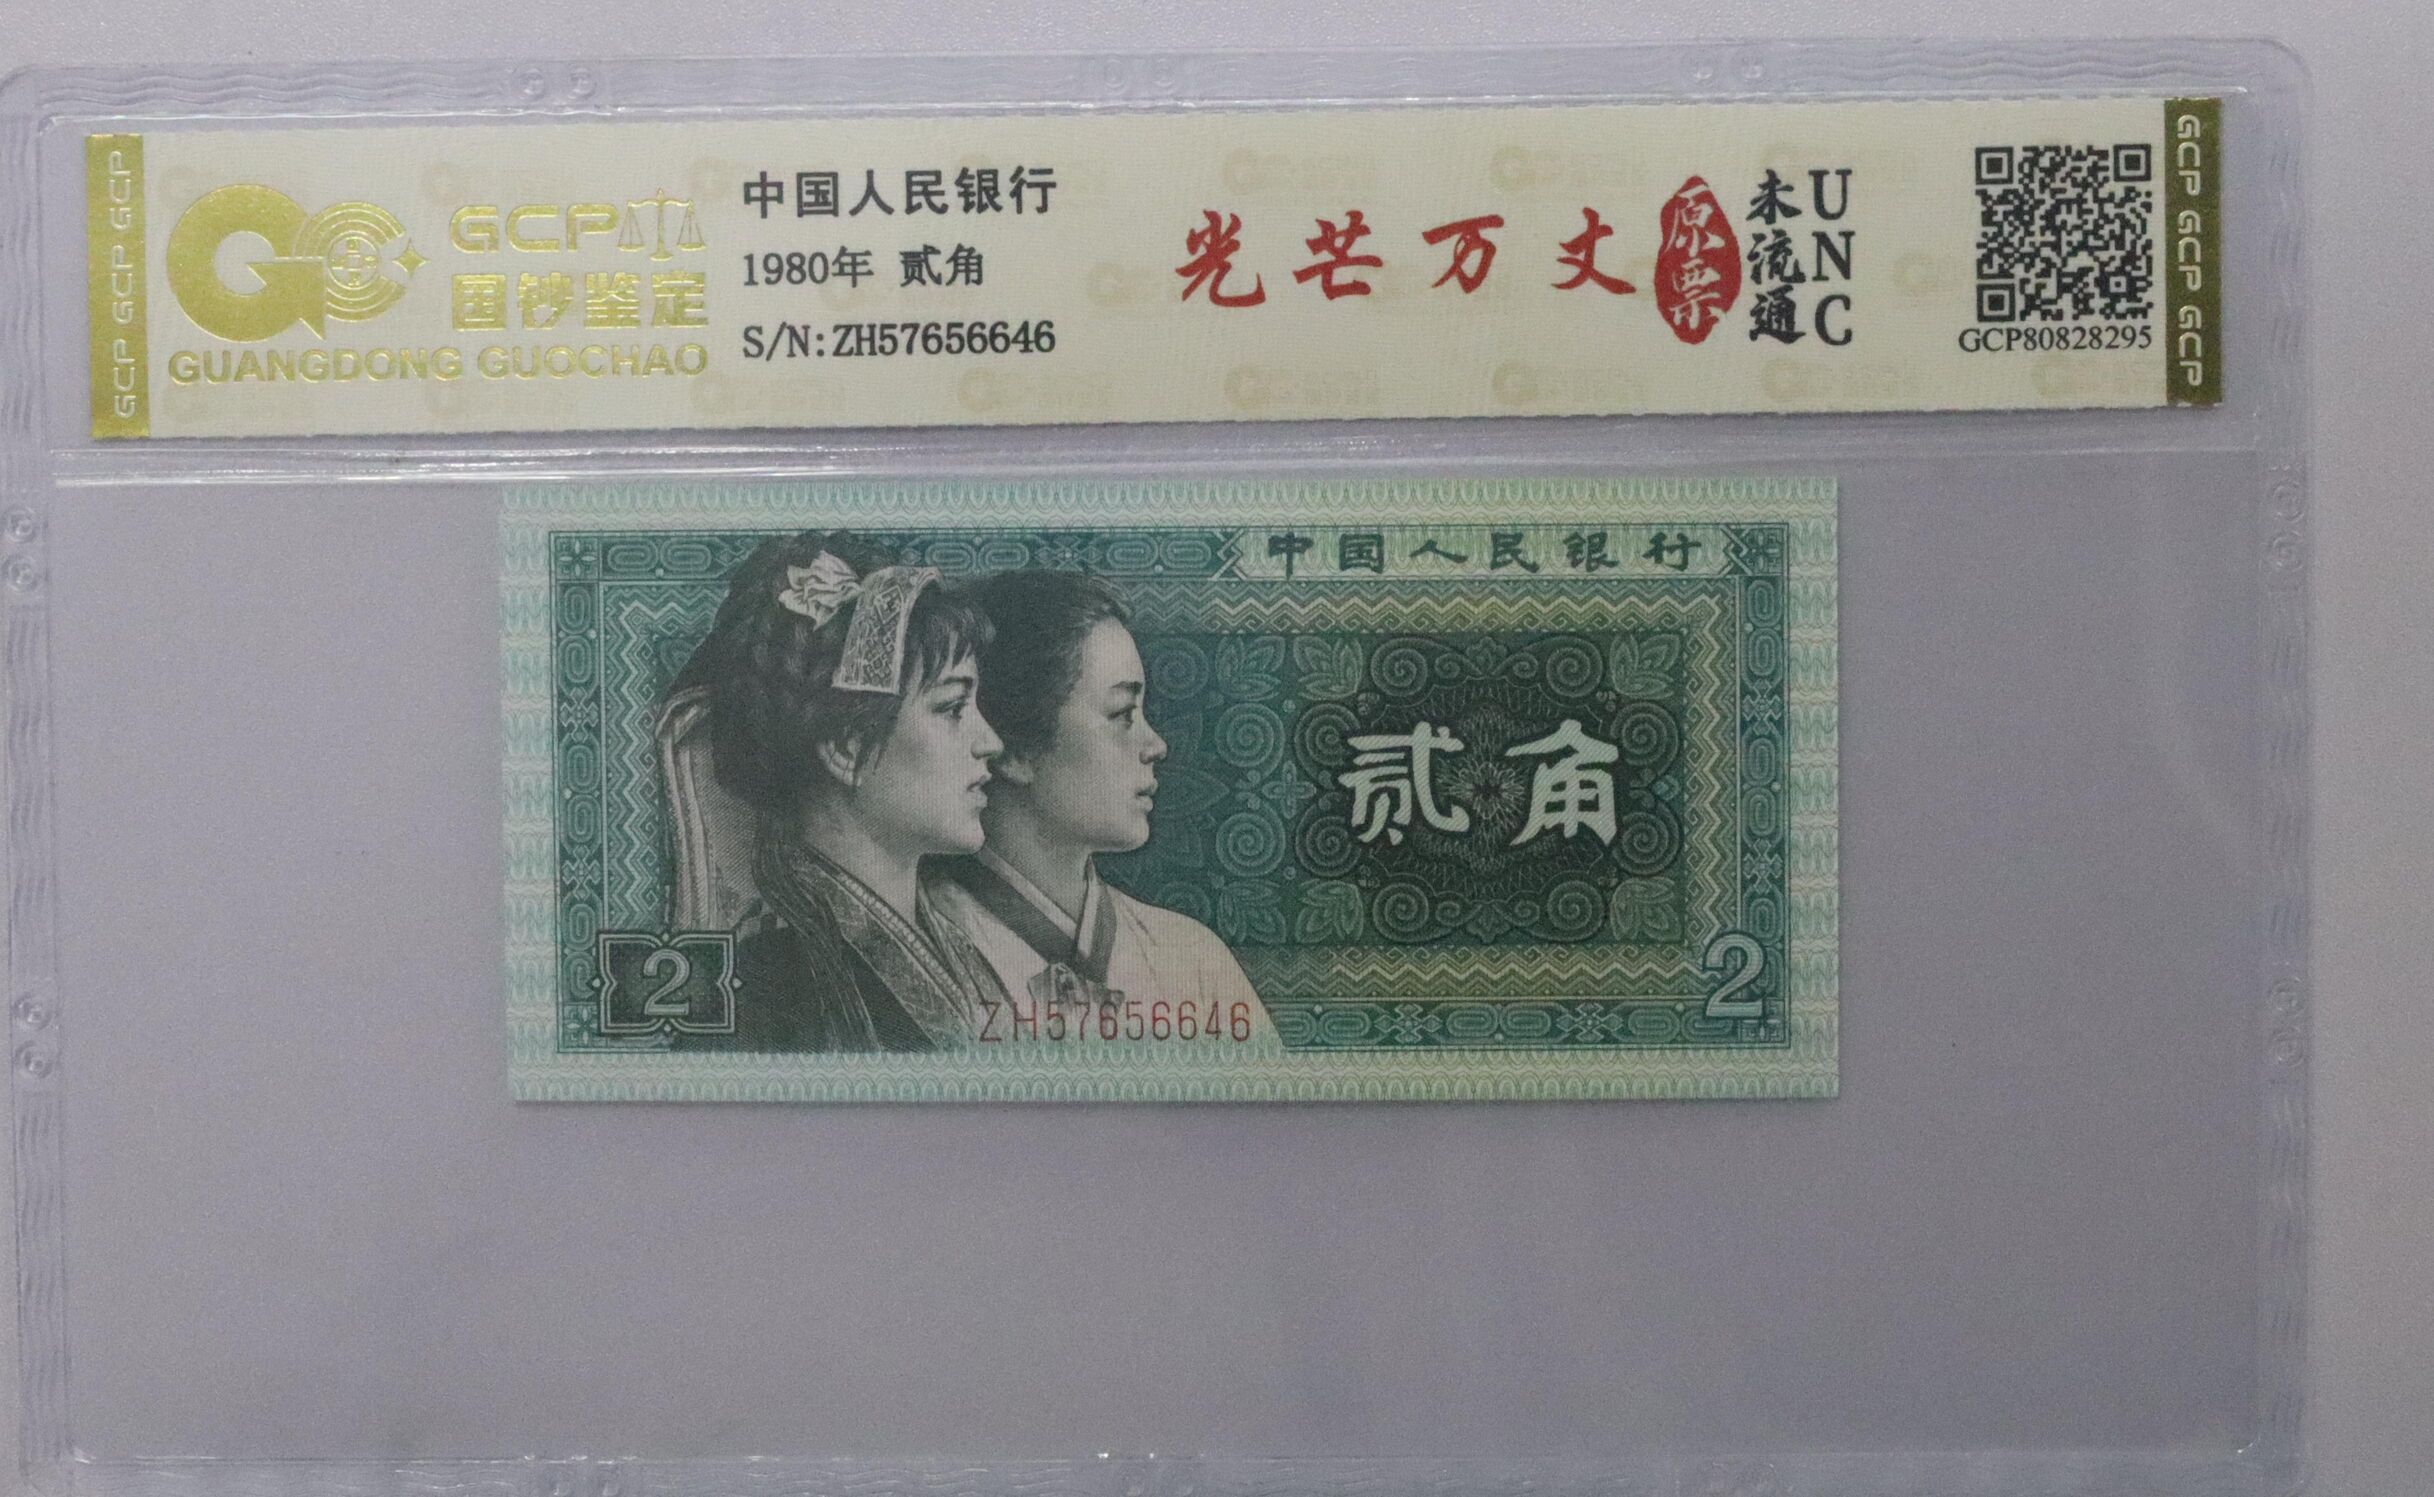 GCP GCP GCP
GCP
国钞鉴定
GUANGDONG GUOCHAO
中国人民银行
1980年 贰角
S/N:ZH57656646
光芒万丈
原票
未流通
UNC
GCP80828295
GCP GCP GCP GCP
中国人民银行
贰角
2
2
ZH57656646